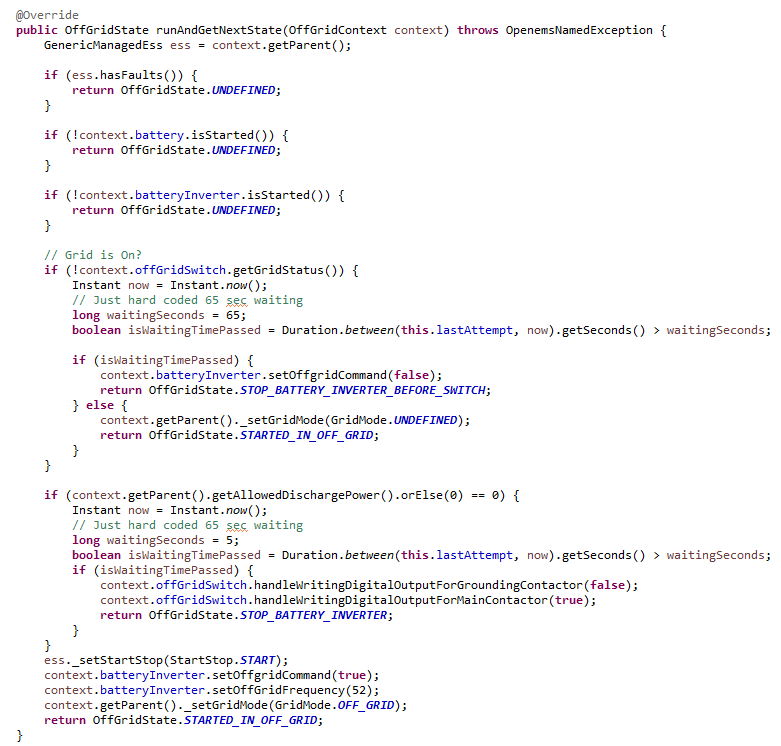 @Override
public OffGridState runAndGetNextState(OffGridContext context) throws OpenemsNamedException {
    GenericManagedEss ess = context.getParent();

    if (ess.hasFaults()) {
        return OffGridState.UNDEFINED;
    }

    if (!context.battery.isStarted()) {
        return OffGridState.UNDEFINED;
    }

    if (!context.batteryInverter.isStarted()) {
        return OffGridState.UNDEFINED;
    }

    // Grid is On?
    if (!context.offGridSwitch.getGridStatus()) {
        Instant now = Instant.now();
        // Just hard coded 65 sec waiting
        long waitingSeconds = 65;
        boolean isWaitingTimePassed = Duration.between(this.lastAttempt, now).getSeconds() > waitingSeconds;

        if (isWaitingTimePassed) {
            context.batteryInverter.setOffgridCommand(false);
            return OffGridState.STOP_BATTERY_INVERTER_BEFORE_SWITCH;
        } else {
            context.getParent()._setGridMode(GridMode.UNDEFINED);
            return OffGridState.STARTED_IN_OFF_GRID;
        }
    }

    if (context.getParent().getAllowedDischargePower().orElse(0) == 0) {
        Instant now = Instant.now();
        // Just hard coded 65 sec waiting
        long waitingSeconds = 5;
        boolean isWaitingTimePassed = Duration.between(this.lastAttempt, now).getSeconds() > waitingSeconds;
        if (isWaitingTimePassed) {
            context.offGridSwitch.handleWritingDigitalOutputForGroundingContactor(false);
            context.offGridSwitch.handleWritingDigitalOutputForMainContactor(true);
            return OffGridState.STOP_BATTERY_INVERTER;
        }
    }
    ess._setStartStop(StartStop.START);
    context.batteryInverter.setOffgridCommand(true);
    context.batteryInverter.setOffGridFrequency(52);
    context.getParent()._setGridMode(GridMode.OFF_GRID);
    return OffGridState.STARTED_IN_OFF_GRID;
}